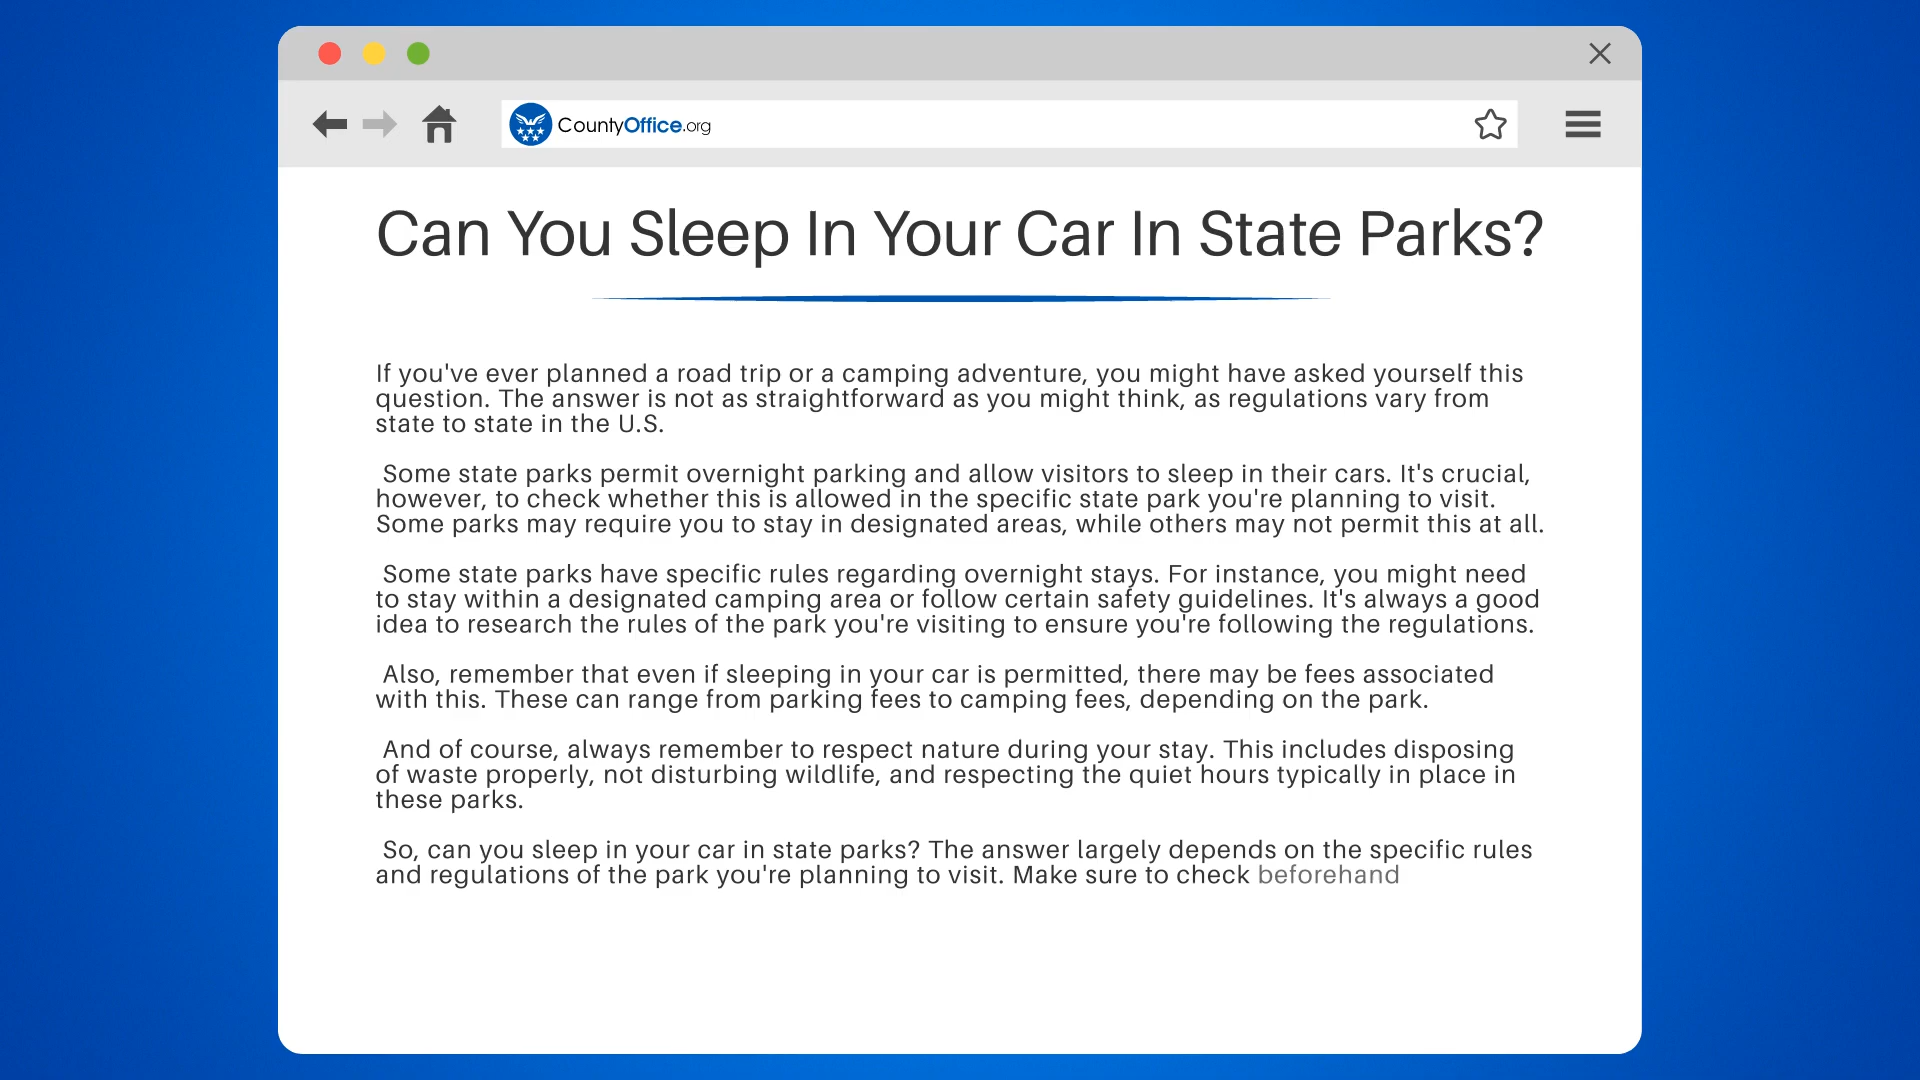 CountyOffice.org
Can You Sleep In Your Car In State Parks?
If you've ever planned a road trip or a camping adventure, you might have asked yourself this
question. The answer is not as straightforward as you might think, as regulations vary from
state to state in the U.S.
Some state parks permit overnight parking and allow visitors to sleep in their cars. It's crucial,
however, to check whether this is allowed in the specific state park you're planning to visit.
Some parks may require you to stay in designated areas, while others may not permit this at all.
Some state parks have specific rules regarding overnight stays. For instance, you might need
to stay within a designated camping area or follow certain safety guidelines. It's always a good
idea to research the rules of the park you're visiting to ensure you're following the regulations.
Also, remember that even if sleeping in your car is permitted, there may be fees associated
with this. These can range from parking fees to camping fees, depending on the park.
And of course, always remember to respect nature during your stay. This includes disposing
of waste properly, not disturbing wildlife, and respecting the quiet hours typically in place in
these parks.
So, can you sleep in your car in state parks? The answer largely depends on the specific rules
and regulations of the park you're planning to visit. Make sure to check beforehand